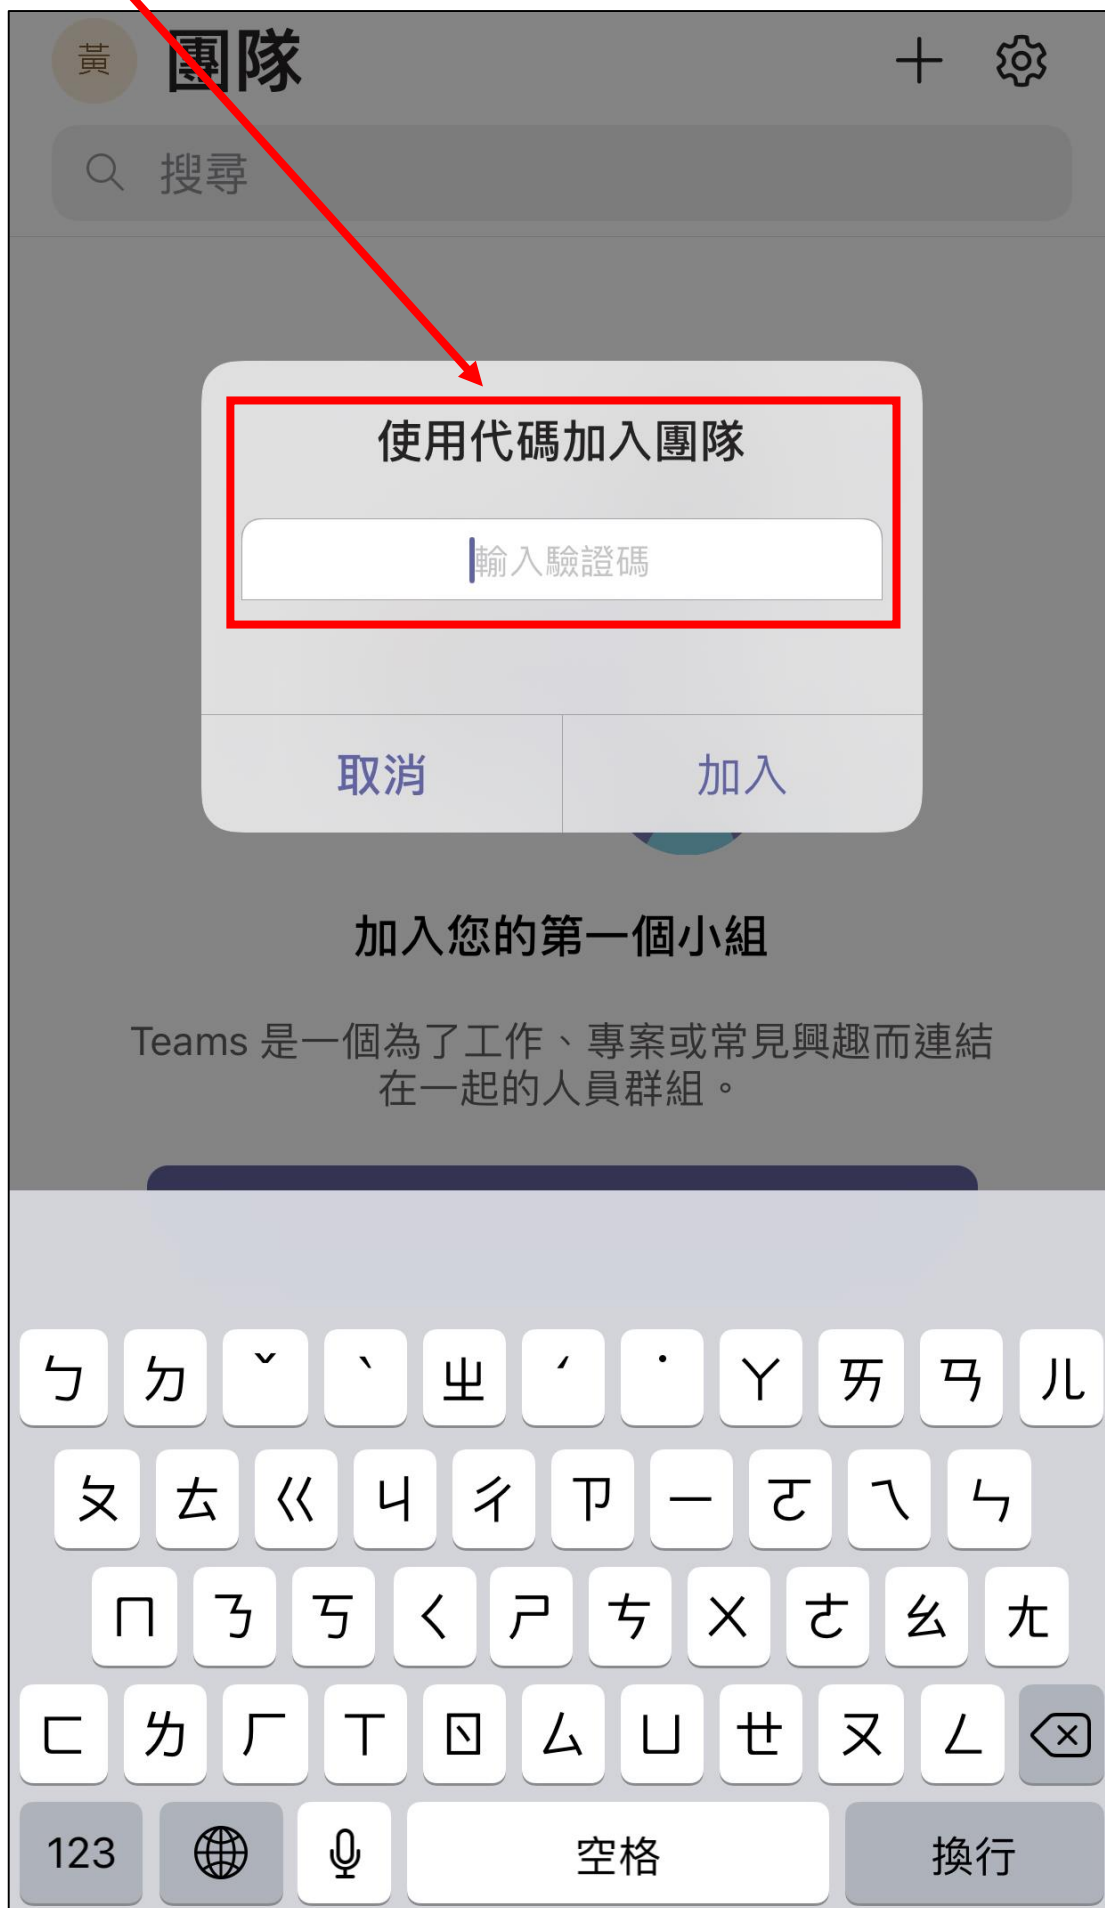 黃 團隊
搜尋
使用代碼加入團隊
輸入驗證碼
取消 加入
加入您的第一個小組
Teams 是一個為了工作、專案或常見興趣而連結
在一起的人員群組。
ㄅ ㄉ ˇ ˋ ㄓ ˊ ˙ ㄚ ㄞ ㄢ ㄦ
ㄆ ㄊ ㄍ ㄐ ㄔ ㄗ ㄧ ㄛ ㄟ ㄣ
ㄇ ㄋ ㄎ ㄑ ㄕ ㄘ ㄨ ㄜ ㄠ ㄤ
ㄈ ㄌ ㄏ ㄒ ㄖ ㄙ ㄩ ㄝ ㄡ ㄥ
123 空格 換行